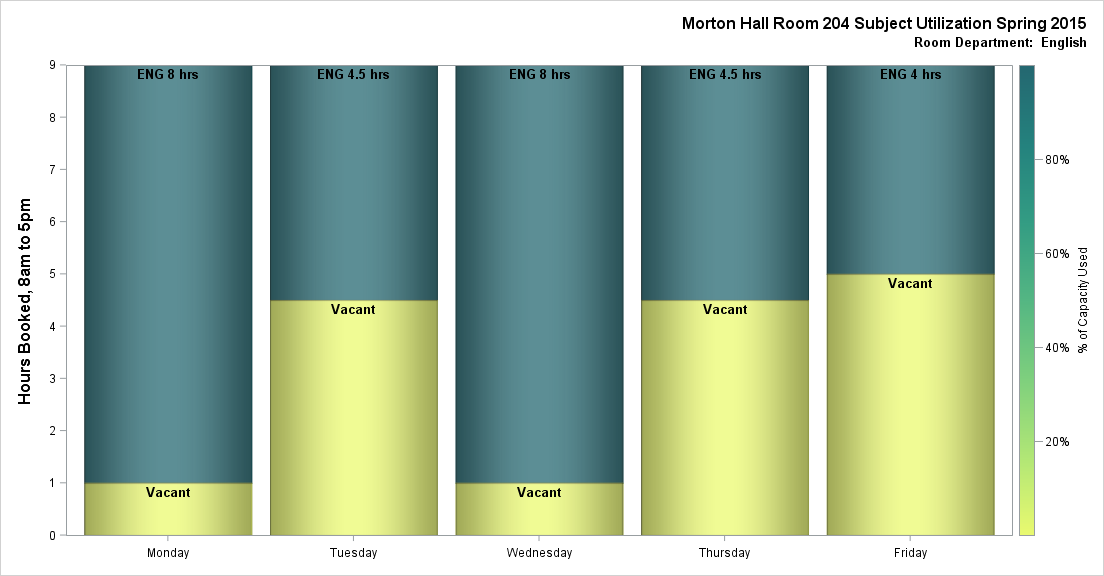 Morton Hall Room 204 Subject Utilization Spring 2015
Room Department: English
Hours Booked, 8am to 5pm
9
8
7
6
5
4
3
2
1
0
ENG 8 hrs
Vacant
ENG 4.5 hrs
Vacant
ENG 8 hrs
Vacant
ENG 4.5 hrs
Vacant
ENG 4 hrs
Vacant
Monday
Tuesday
Wednesday
Thursday
Friday
80%
60%
40%
20%
% of Capacity Used